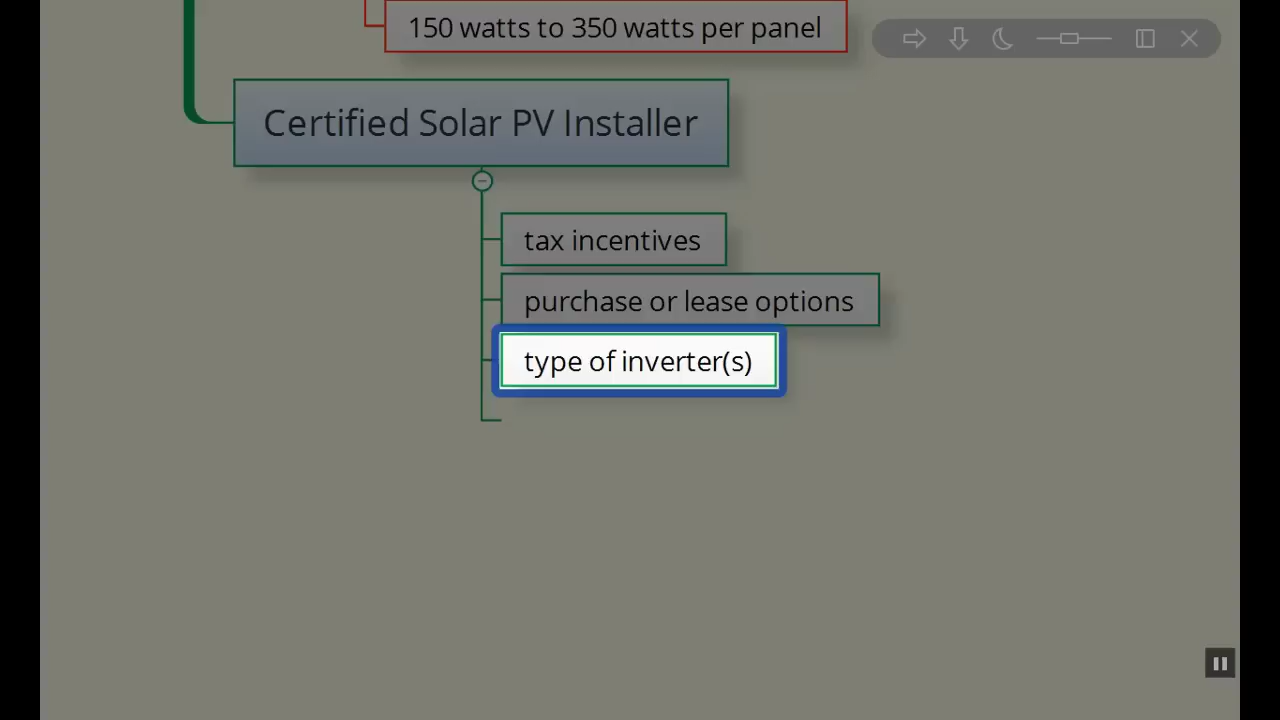 150 watts to 350 watts per panel
Certified Solar PV Installer
tax incentives
purchase or lease options
type of inverter(s)